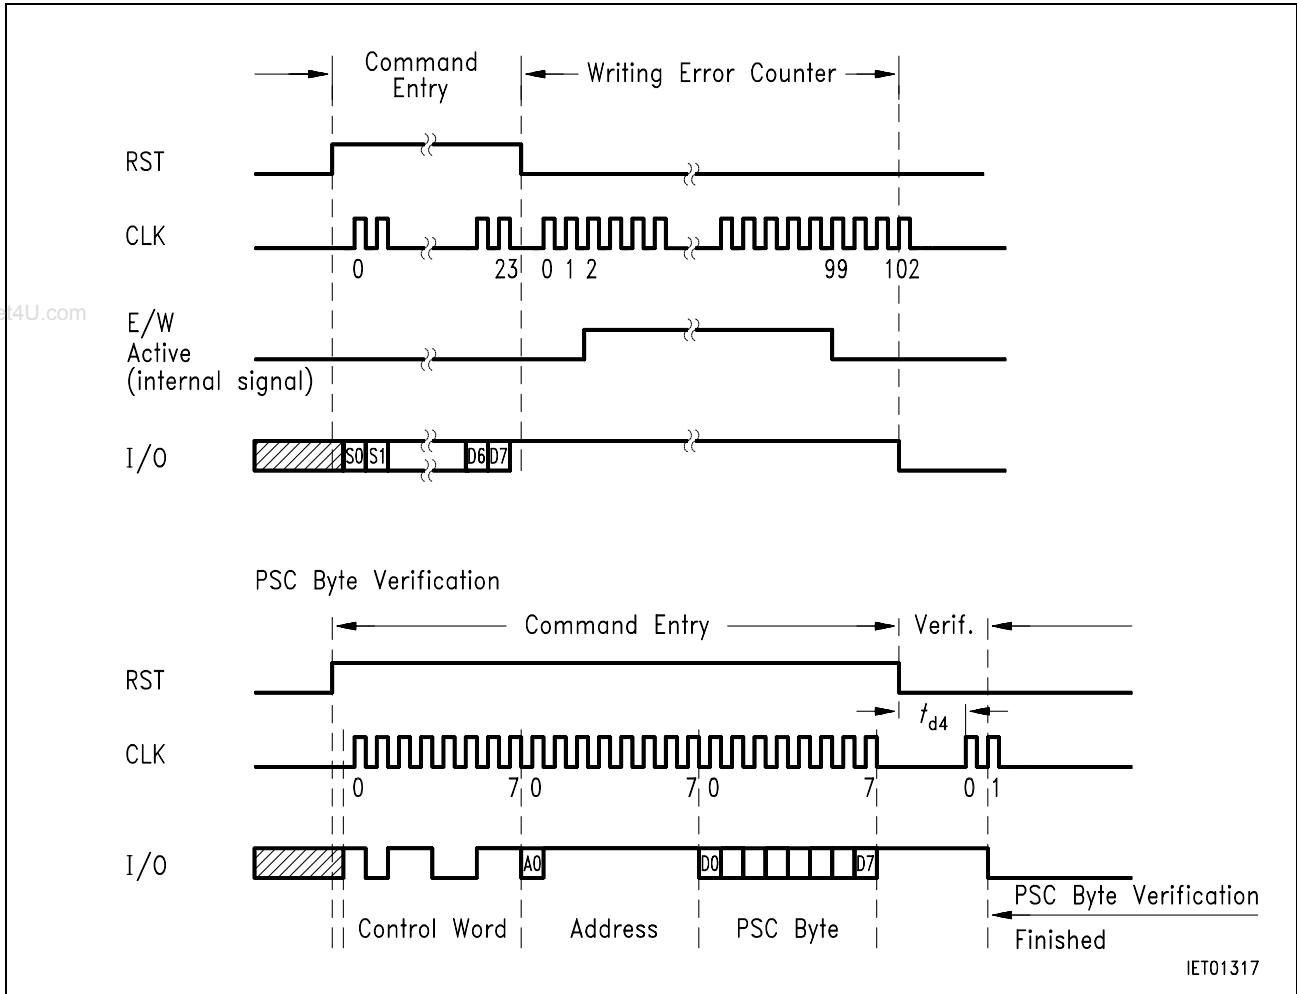 Command
Entry
Writing Error Counter
RST
CLK
0 23 0 1 2 99 102
et4U.com
E/W
Active
(internal signal)
I/O
S0 S1 D6 D7
PSC Byte Verification
Command Entry Verif.
RST
td4
CLK
0 7 0 7 0 7 0 1
I/O
A0 D0 D7
PSC Byte Verification
Control Word Address PSC Byte
Finished
IET01317